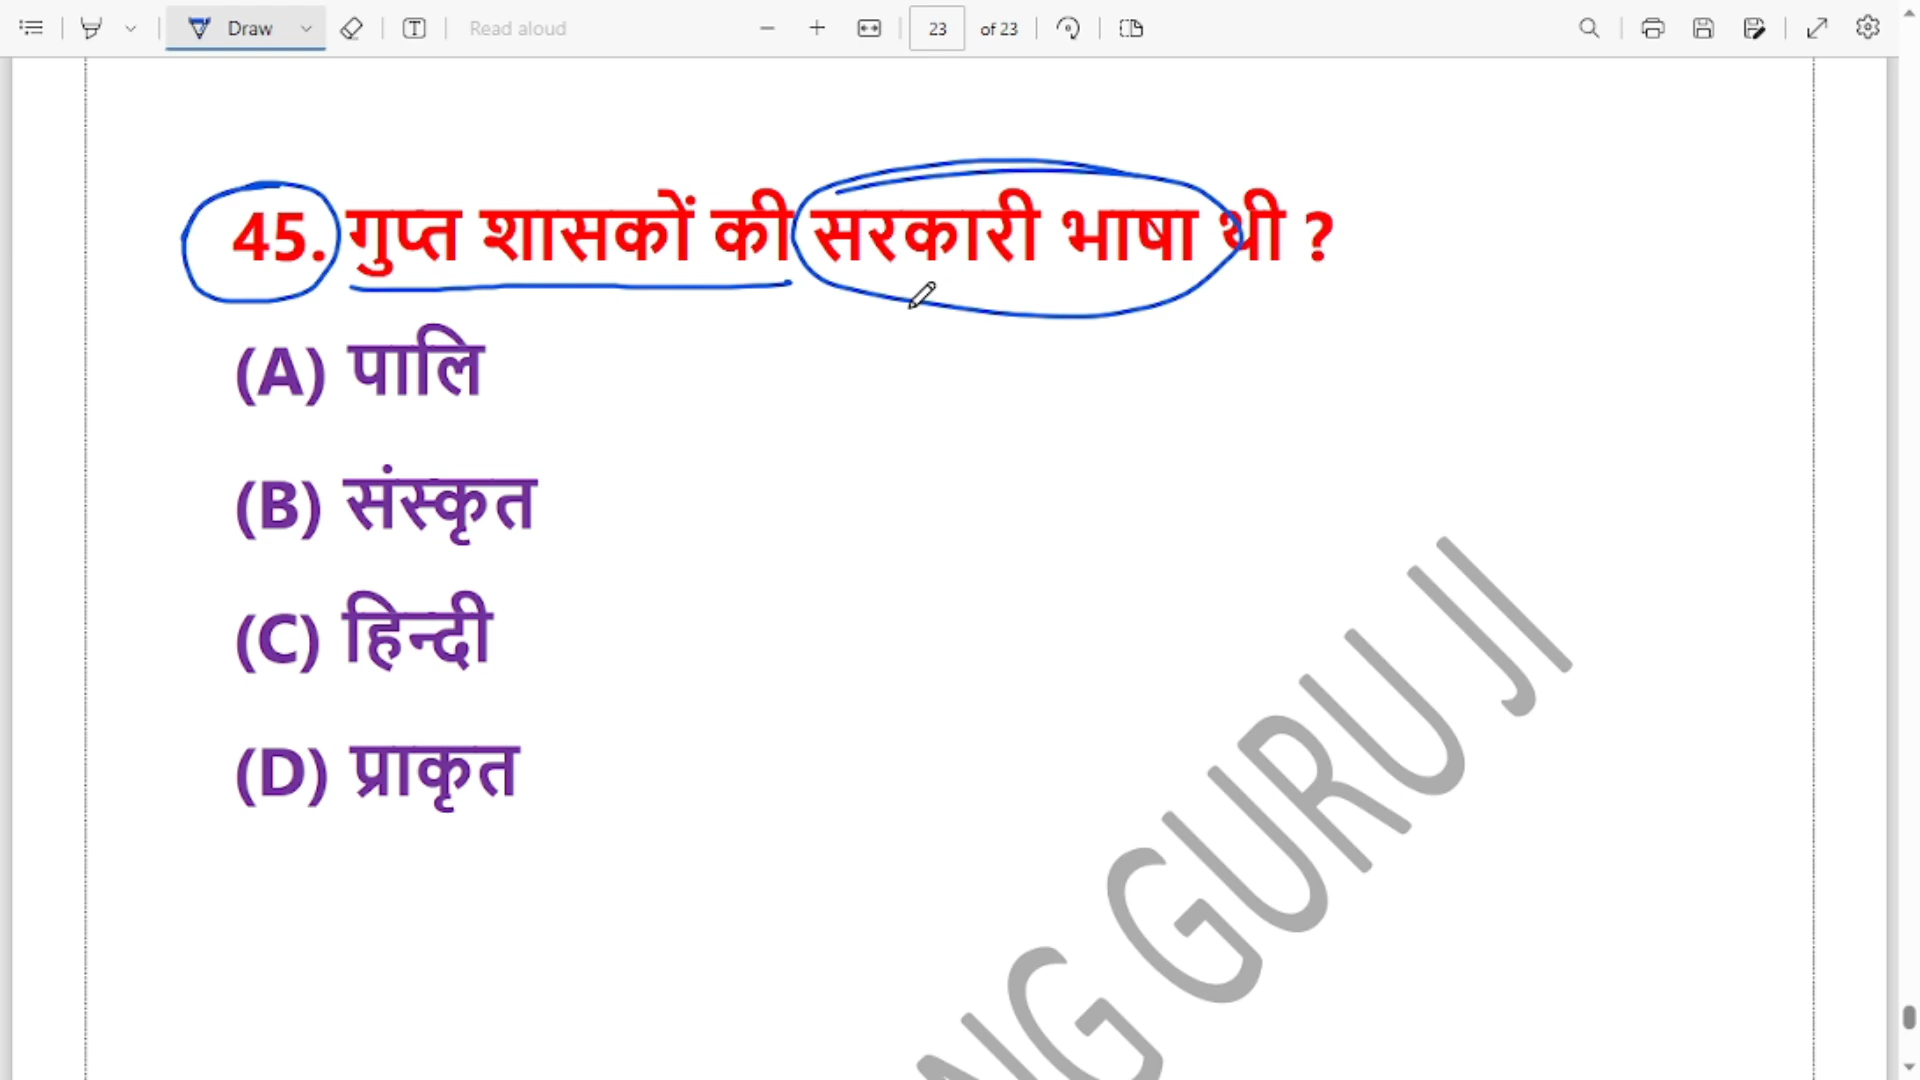 Draw
Read aloud
23
of 23
45. गुप्त शासकों की सरकारी भाषा थी ?
(A) पालि
(B) संस्कृत
(C) हिन्दी
(D) प्राकृत
NG GURU JI